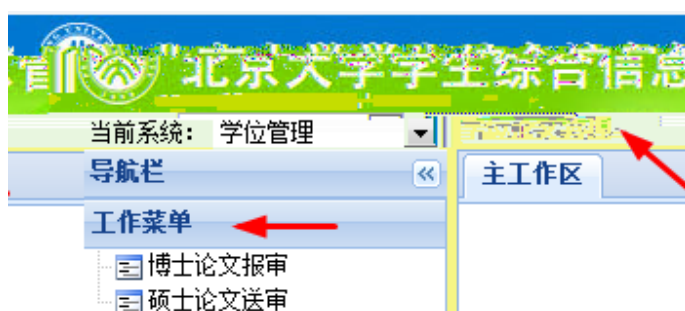 北京大学学生综合信息
当前系统： 学位管理
导航栏
主工作区
工作菜单
博士论文报审
硕士论文送审